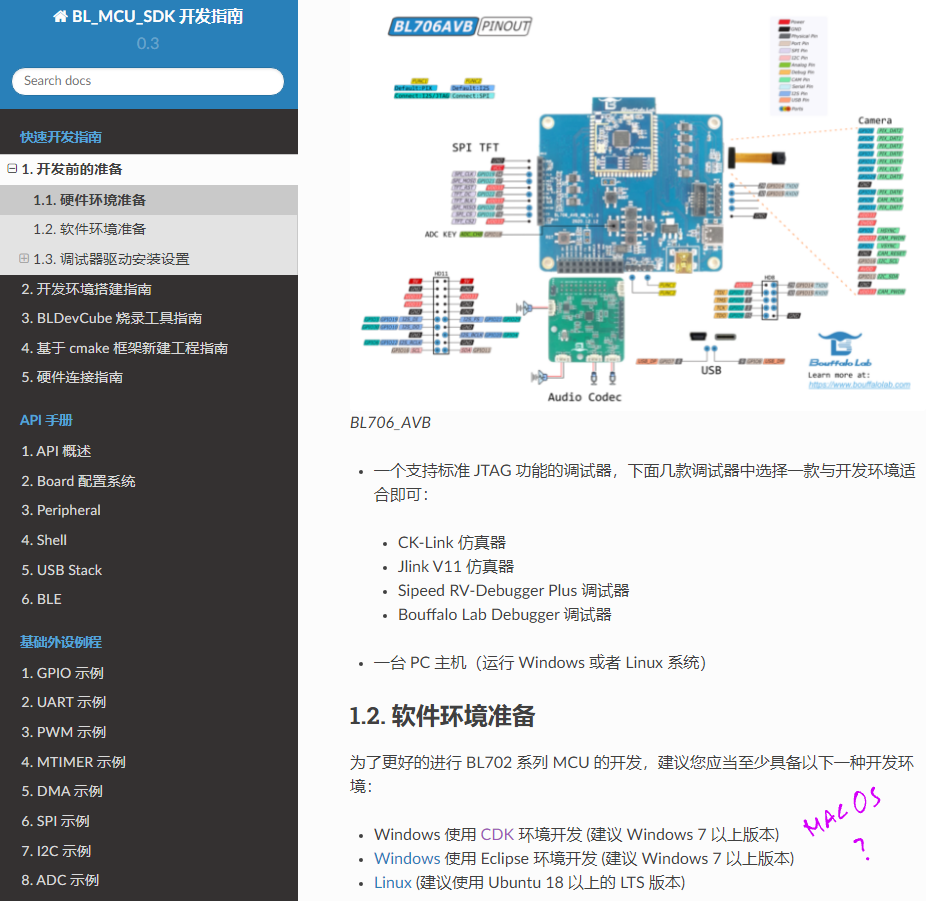 BL_MCU_SDK 开发指南
0.3
Search docs
快速开发指南
1. 开发前的准备
1.1. 硬件环境准备
1.2. 软件环境准备
1.3. 调试器驱动安装设置
2. 开发环境搭建指南
3. BLDevCube 烧录工具指南
4. 基于 cmake 框架新建工程指南
5. 硬件连接指南
API 手册
1. API 概述
2. Board 配置系统
3. Peripheral
4. Shell
5. USB Stack
6. BLE
基础外设例程
1. GPIO 示例
2. UART 示例
3. PWM 示例
4. MTIMER 示例
5. DMA 示例
6. SPI 示例
7. I2C 示例
8. ADC 示例
BL706AVB PINOUT
Camera
SPI TFT
ADC KEY
USB
Audio Codec
Bouffalo Lab
Learn more at:
https://www.bouffalolab.com
BL706_AVB
一个支持标准 JTAG 功能的调试器，下面几款调试器中选择一款与开发环境适
合即可：
CK-Link 仿真器
Jlink V11 仿真器
Sipeed RV-Debugger Plus 调试器
Bouffalo Lab Debugger 调试器
一台 PC 主机（运行 Windows 或者 Linux 系统）
1.2. 软件环境准备
为了更好的进行 BL702 系列 MCU 的开发，建议您应当至少具备以下一种开发环
境：
Windows 使用 CDK 环境开发 (建议 Windows 7 以上版本)
Windows 使用 Eclipse 环境开发 (建议 Windows 7 以上版本)
Linux (建议使用 Ubuntu 18 以上的 LTS 版本)
MACOS
?